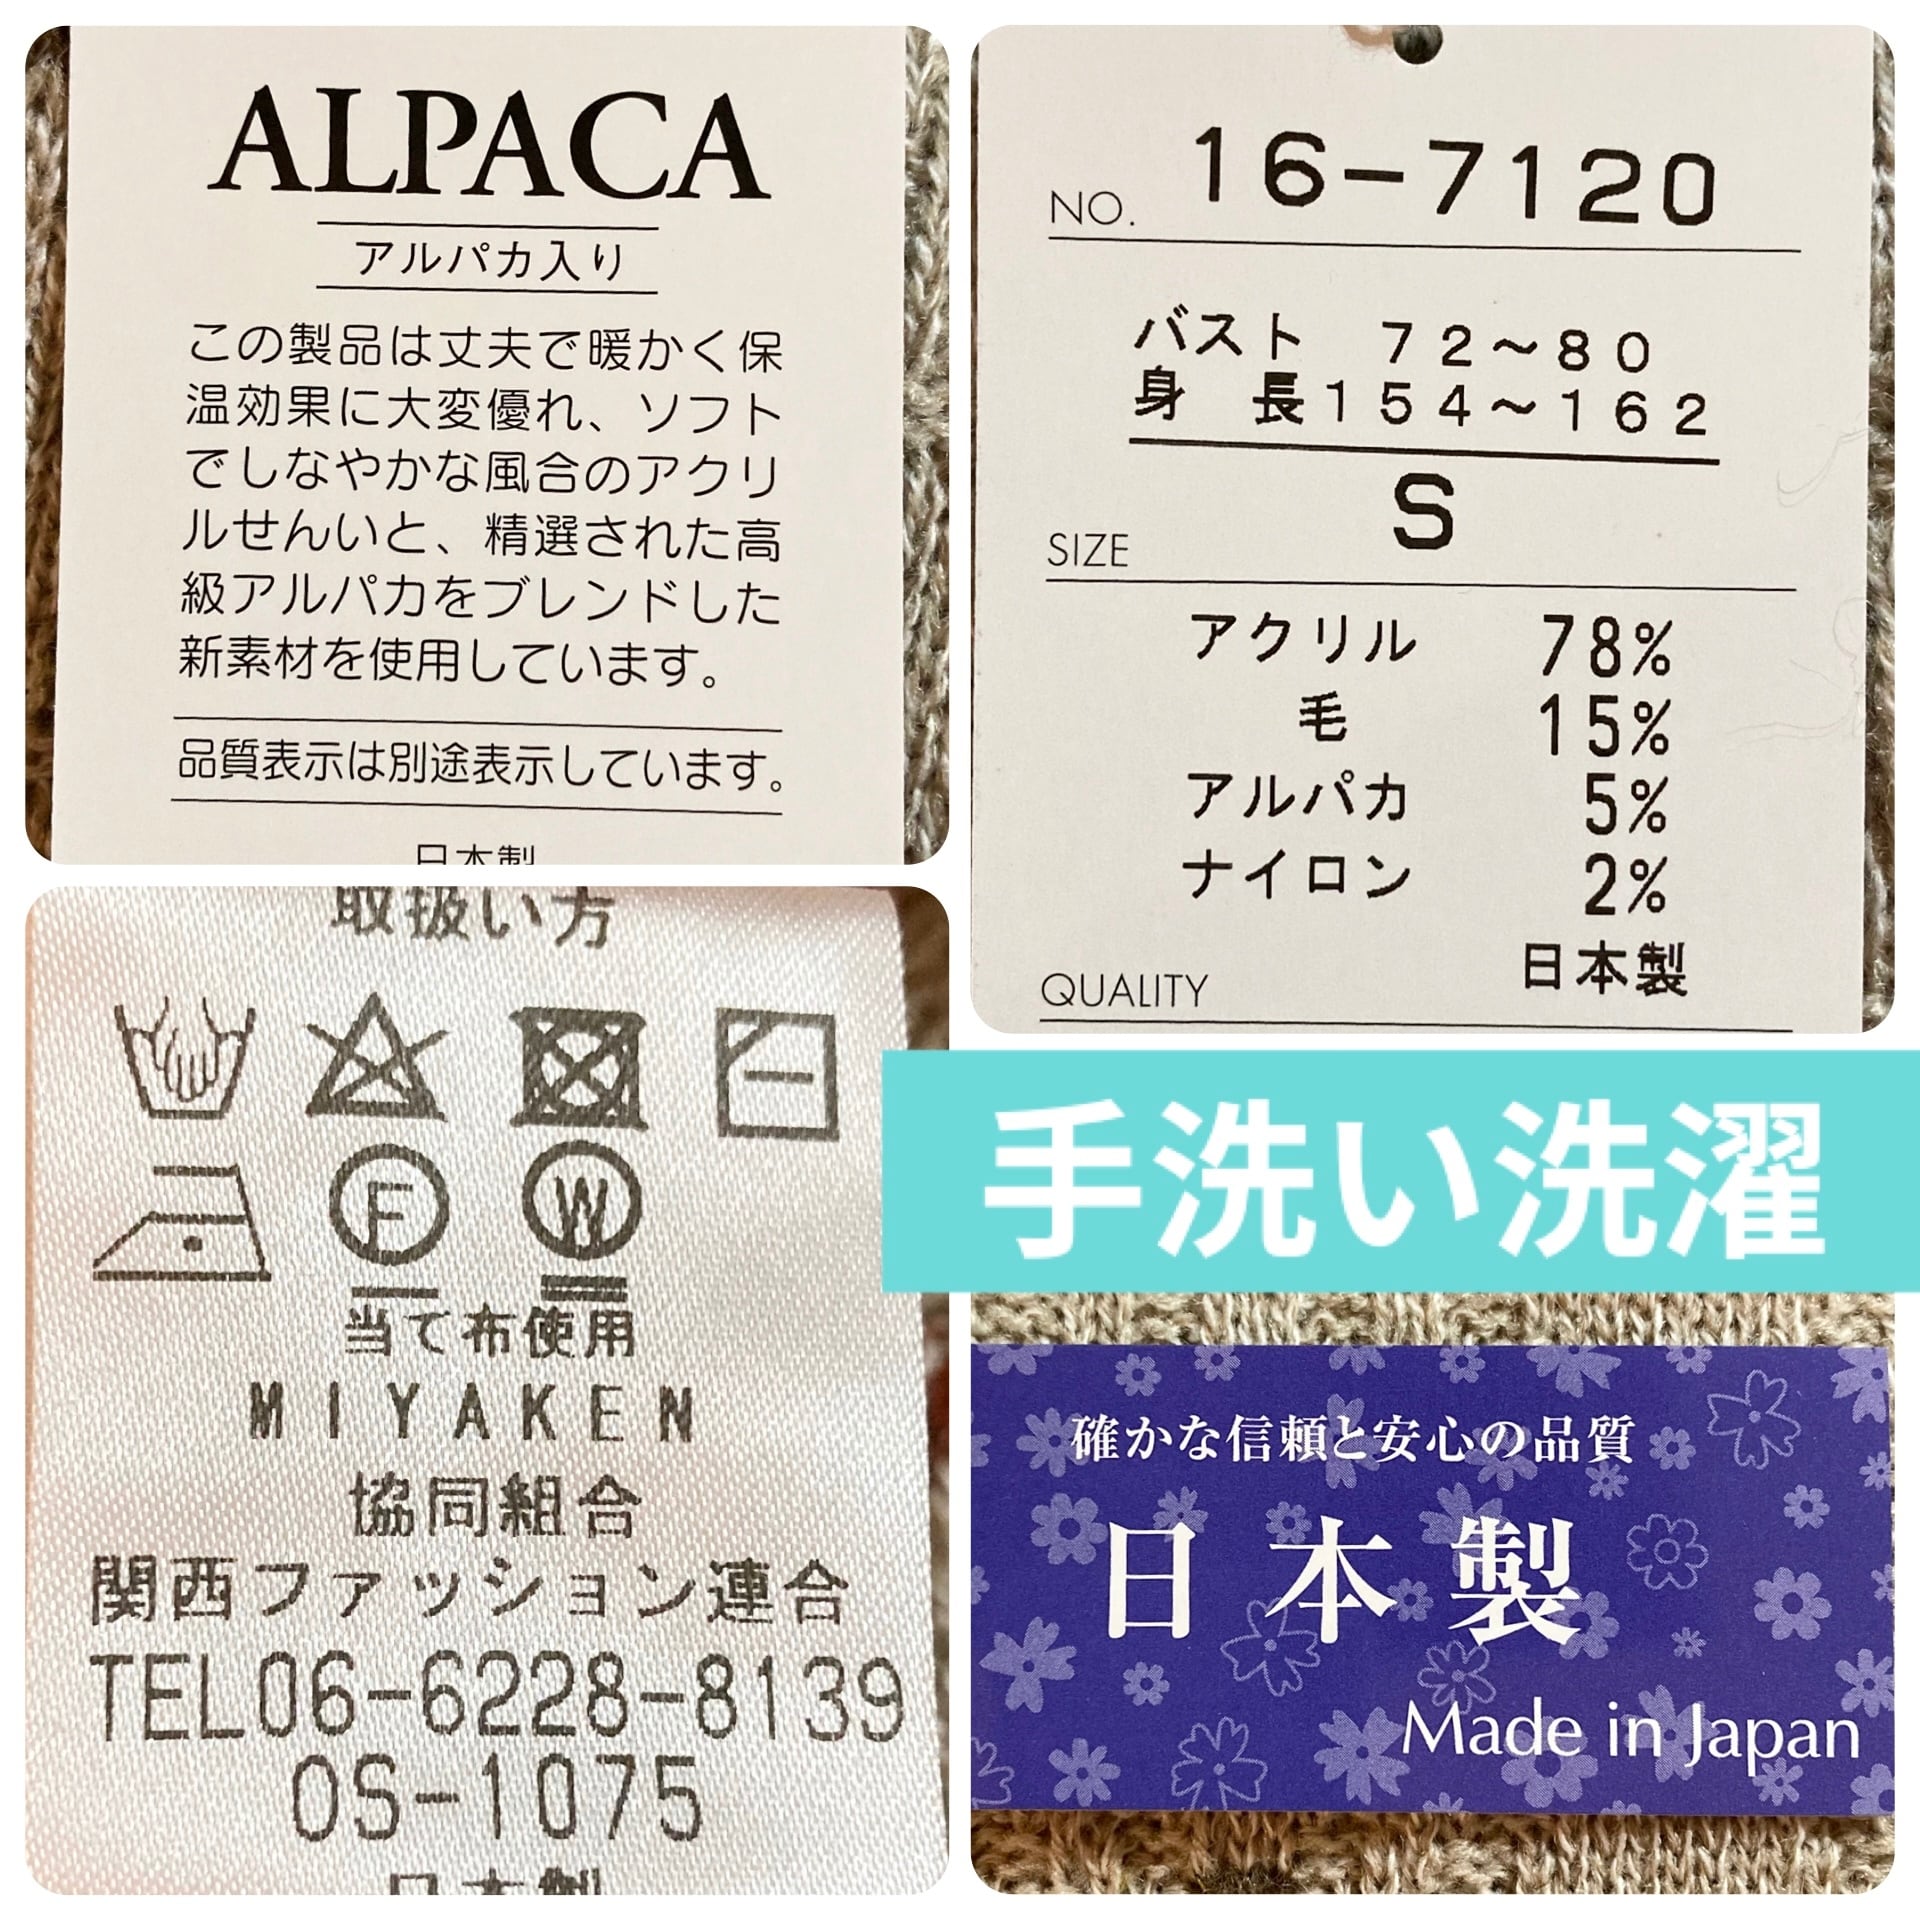 ALPACA
アルパカ入り
この製品は丈夫で暖かく保
温効果に大変優れ、ソフト
でしなやかな風合のアクリ
ルせんいと、精選された高
級アルパカをブレンドした
新素材を使用しています。
品質表示は別途表示しています。
日本製
NO. 16-7120
バスト 72~80
身 長154~162
SIZE S
アクリル 78%
毛 15%
アルパカ 5%
ナイロン 2%
日本製
QUALITY
取扱い方
F W
当て布使用
MIYAKEN
協同組合
関西ファッション連合
TEL06-6228-8139
OS-1075
日本製
手洗い洗濯
確かな信頼と安心の品質
日本製
Made in Japan